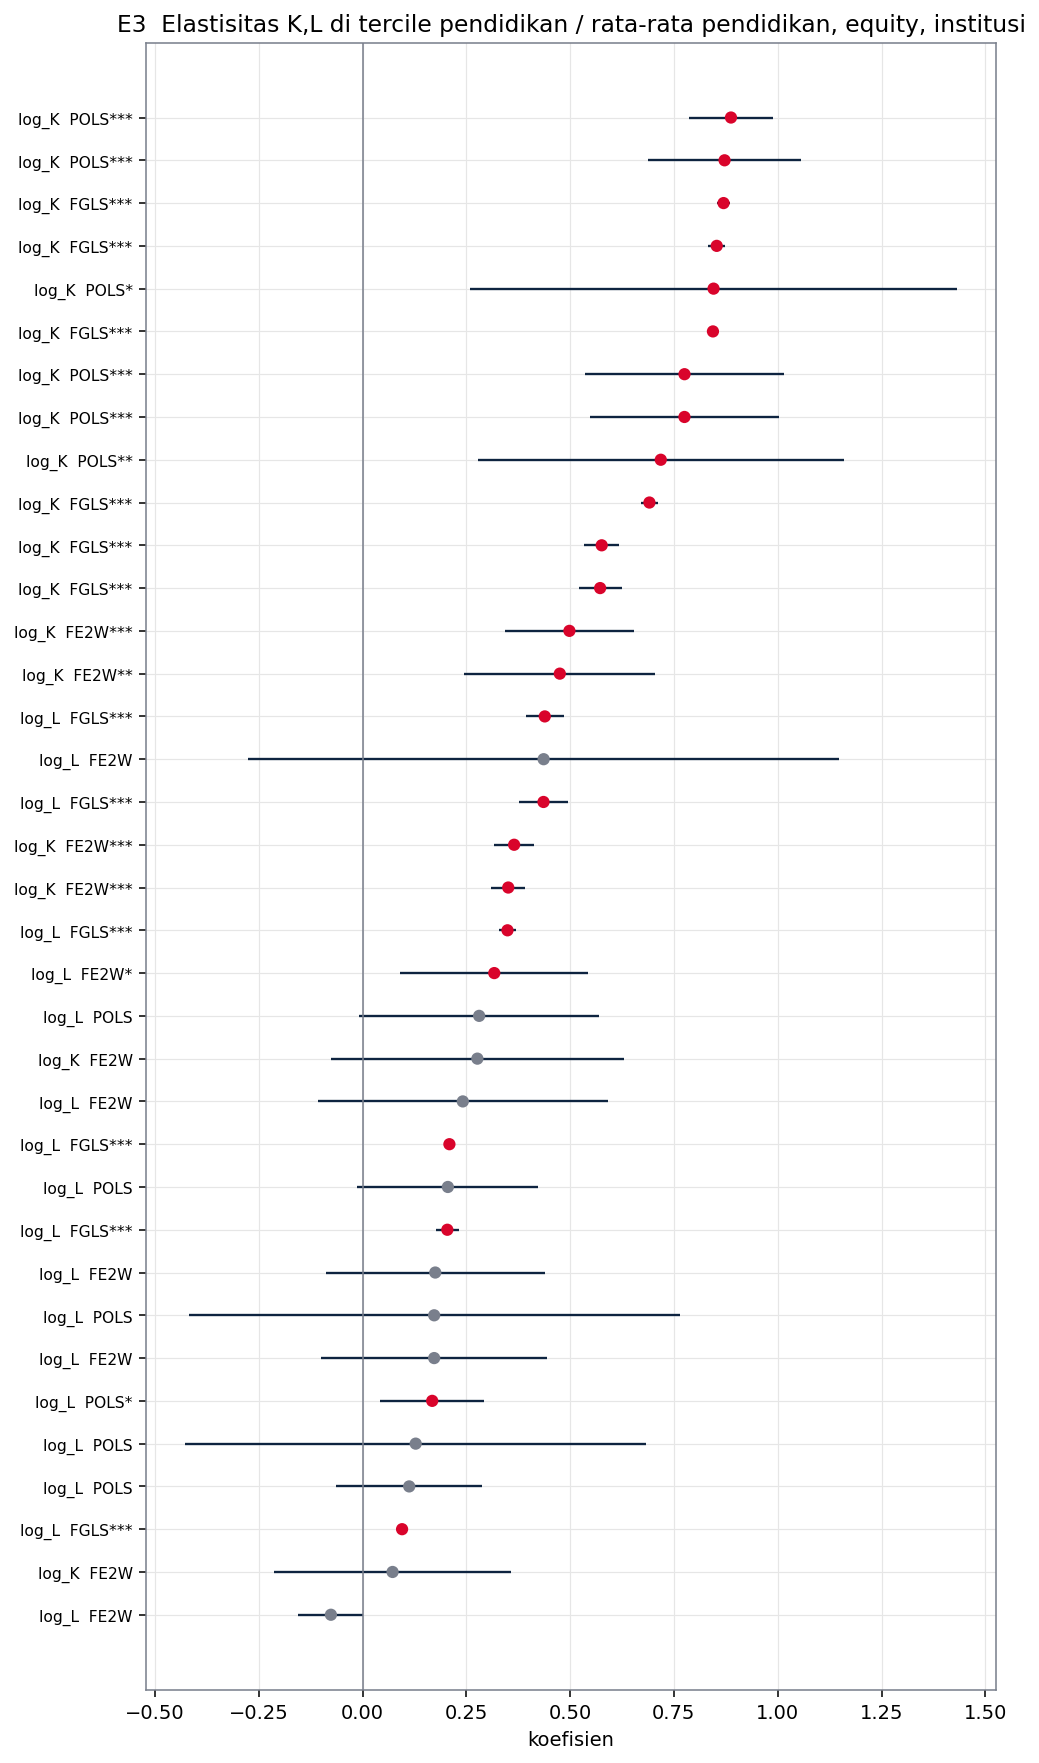 E3  Elastisitas K,L di tercile pendidikan / rata-rata pendidikan, equity, institusi
log_K  POLS***
log_K  POLS***
log_K  FGLS***
log_K  FGLS***
log_K  POLS*
log_K  FGLS***
log_K  POLS***
log_K  POLS***
log_K  POLS**
log_K  FGLS***
log_K  FGLS***
log_K  FGLS***
log_K  FE2W***
log_K  FE2W**
log_L  FGLS***
log_L  FE2W
log_L  FGLS***
log_K  FE2W***
log_K  FE2W***
log_L  FGLS***
log_L  FE2W*
log_L  POLS
log_K  FE2W
log_L  FE2W
log_L  FGLS***
log_L  POLS
log_L  FGLS***
log_L  FE2W
log_L  POLS
log_L  FE2W
log_L  POLS*
log_L  POLS
log_L  POLS
log_L  FGLS***
log_K  FE2W
log_L  FE2W
−0.50 −0.25 0.00 0.25 0.50 0.75 1.00 1.25 1.50
koefisien